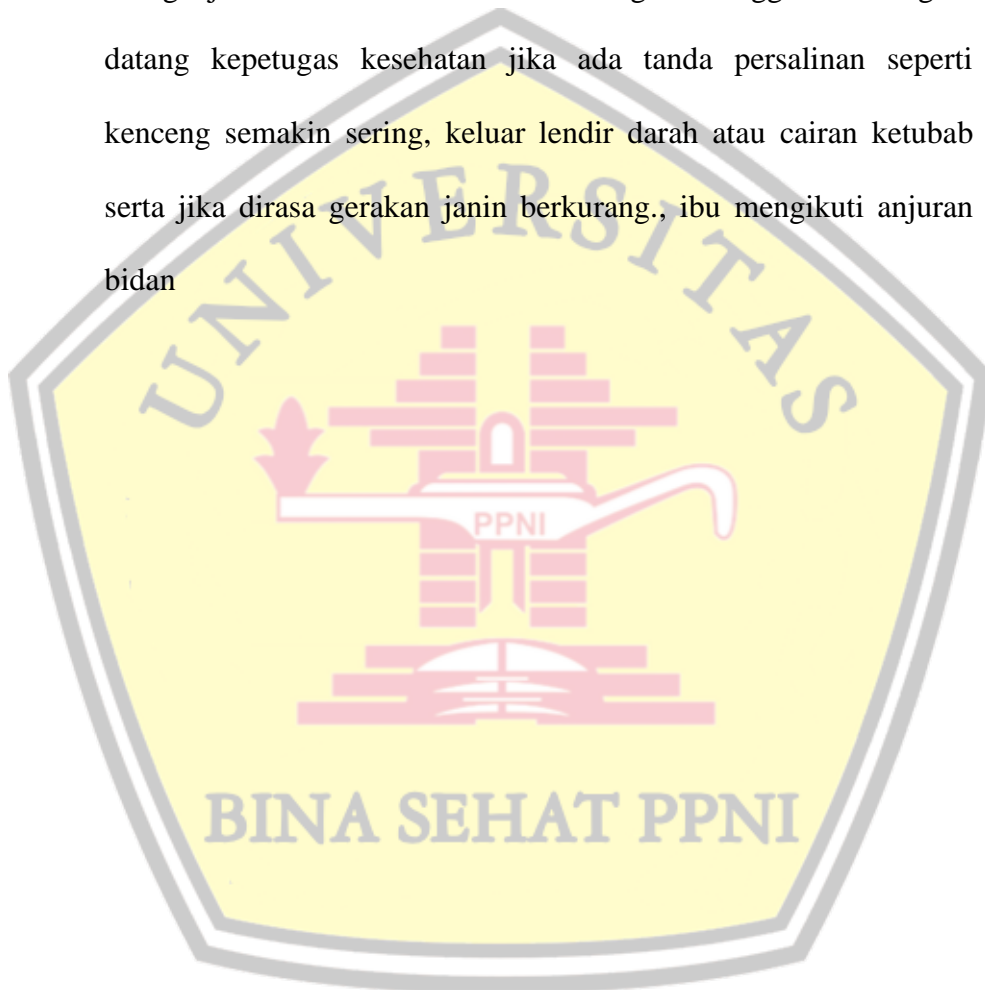 datang kepetugas kesehatan jika ada tanda persalinan seperti
kenceng semakin sering, keluar lendir darah atau cairan ketubab
serta jika dirasa gerakan janin berkurang., ibu mengikuti anjuran
bidan
UNIVERSITAS
PPNI
BINA SEHAT PPNI